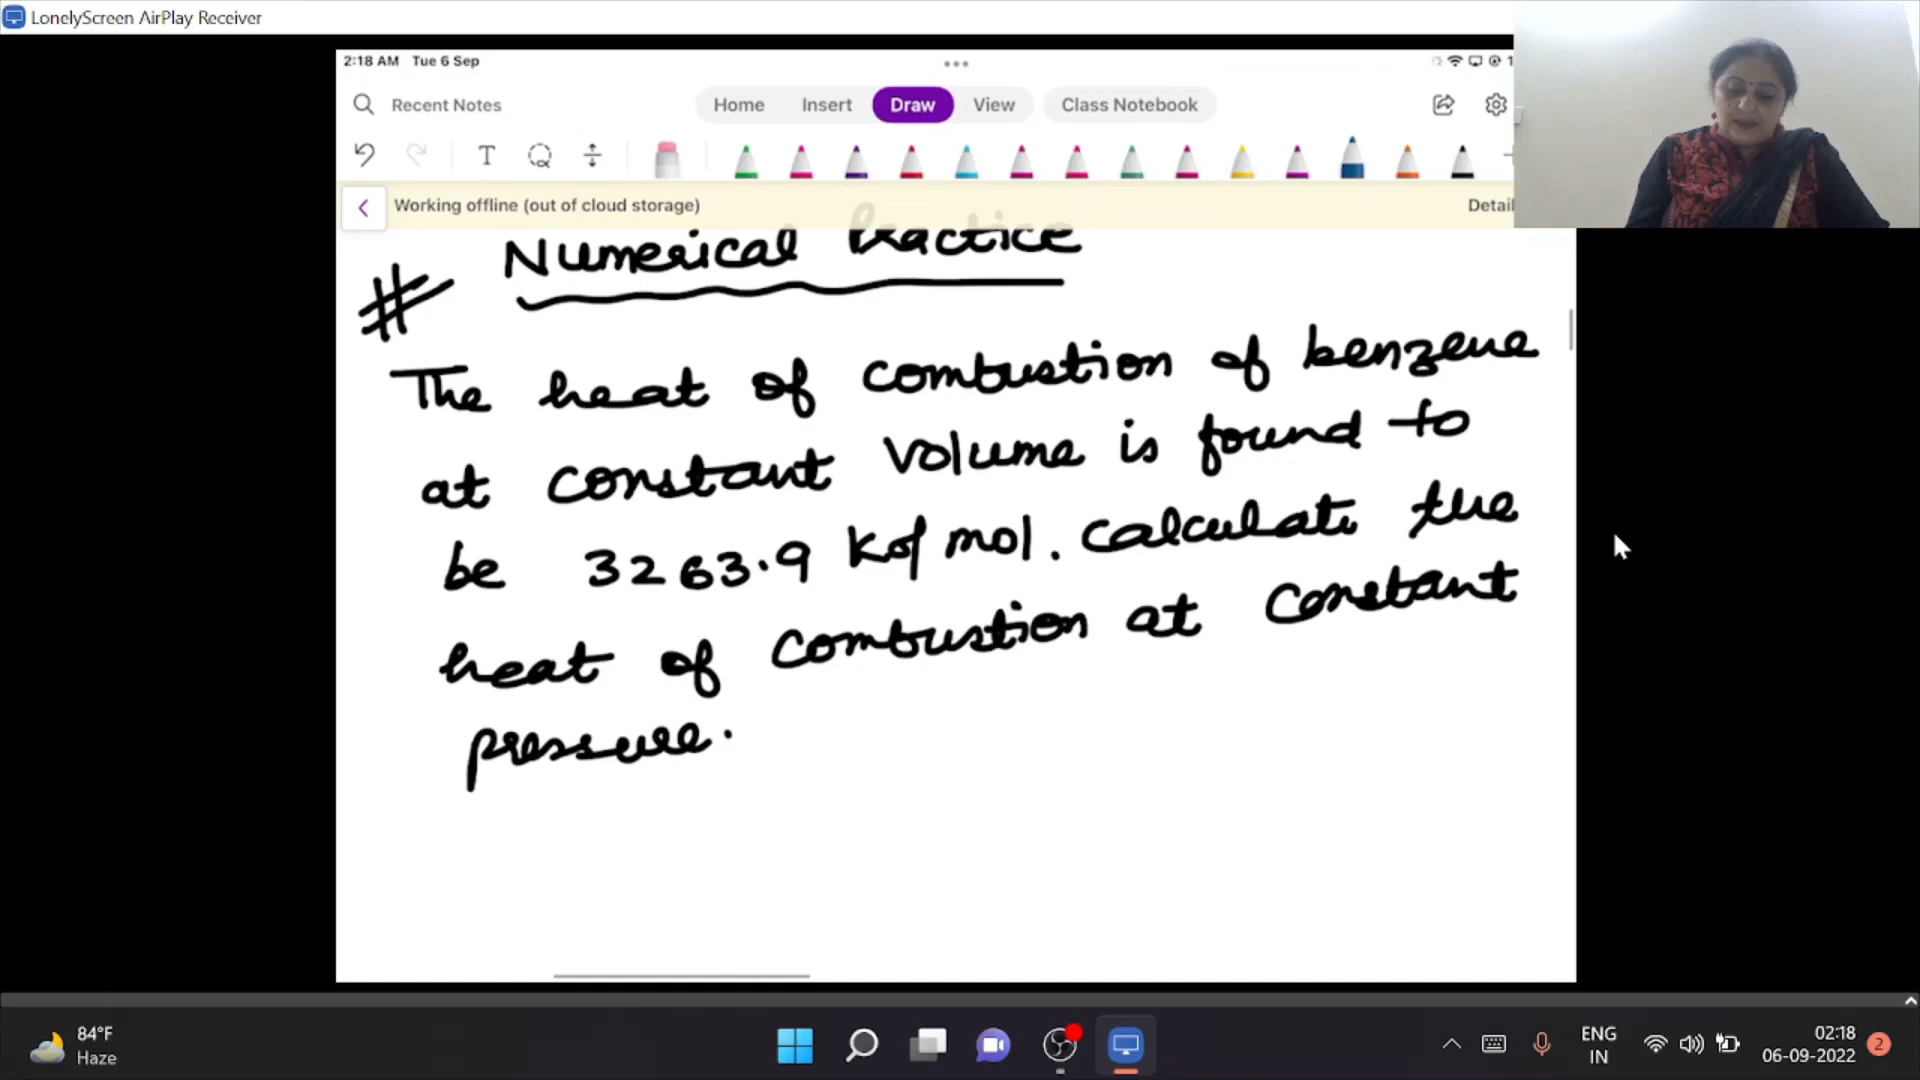 LonelyScreen AirPlay Receiver
2:18 AM Tue 6 Sep
Recent Notes
Home Insert Draw View Class Notebook
T
Working offline (out of cloud storage) Detail
Numerical Practice
#
The heat of combustion of benzene
at constant volume is found to
be 3263.9 mol. calculate the
heat of combustion at constant
pressure.
84°F
Haze
ENG
IN
02:18
06-09-2022
2